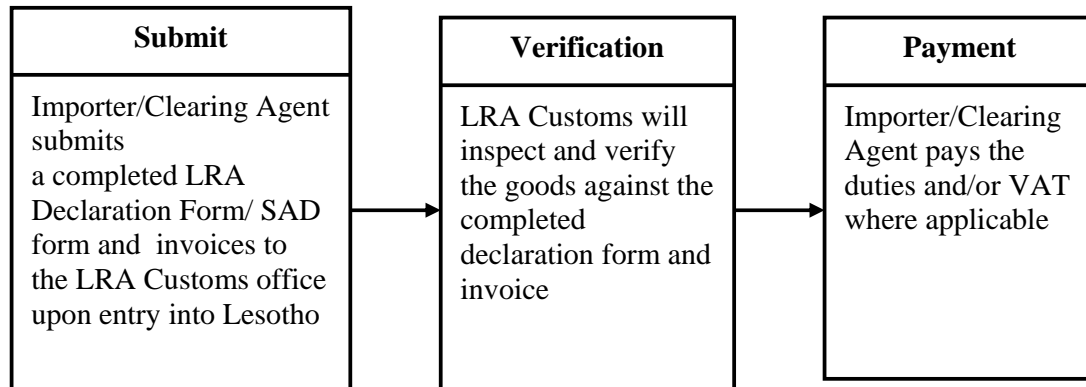 Submit
Importer/Clearing Agent
submits
a completed LRA
Declaration Form/ SAD
form and  invoices to
the LRA Customs office
upon entry into Lesotho
Verification
LRA Customs will
inspect and verify
the goods against the
completed
declaration form and
invoice
Payment
Importer/Clearing
Agent pays the
duties and/or VAT
where applicable